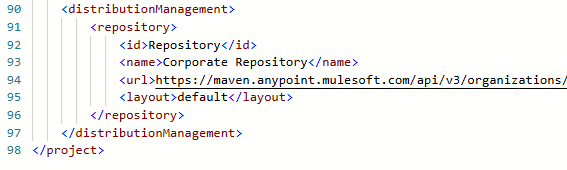 90 <distributionManagement>
91 <repository>
92 <id>Repository</id>
93 <name>Corporate Repository</name>
94 <url>https://maven.anypoint.mulesoft.com/api/v3/organizations/
95 <layout>default</layout>
96 </repository>
97 </distributionManagement>
98 </project>